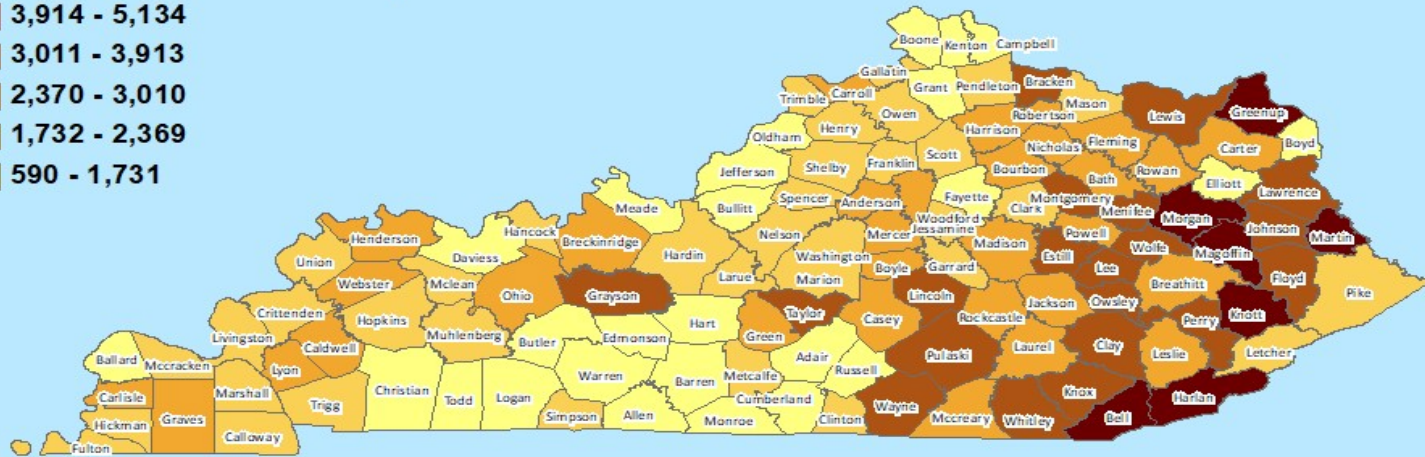 3,914 - 5,134
3,011 - 3,913
2,370 - 3,010
1,732 - 2,369
590 - 1,731
Boone
Kenton
Campbell
Gallatin
Grant
Pendleton
Bracken
Trimble
Carroll
Owen
Mason
Robertson
Lewis
Greenup
Oldham
Henry
Harrison
Nicholas
Fleming
Carter
Boyd
Jefferson
Shelby
Franklin
Scott
Bourbon
Bath
Rowan
Elliott
Lawrence
Bullitt
Spencer
Anderson
Fayette
Woodford
Clark
Montgomery
Menifee
Morgan
Meade
Hancock
Breckinridge
Nelson
Mercer
Jessamine
Madison
Powell
Johnson
Martin
Henderson
Daviess
Hardin
Washington
Marion
Boyle
Garrard
Estill
Wolfe
Lee
Magoffin
Floyd
Union
Webster
Mclean
Ohio
Grayson
Larue
Lincoln
Jackson
Owsley
Breathitt
Pike
Crittenden
Hopkins
Muhlenberg
Hart
Green
Taylor
Casey
Rockcastle
Perry
Knott
Livingston
Caldwell
Lyon
Butler
Edmonson
Adair
Russell
Pulaski
Laurel
Clay
Leslie
Letcher
Ballard
Mccracken
Marshall
Christian
Todd
Logan
Warren
Barren
Metcalfe
Cumberland
Carlisle
Graves
Trigg
Simpson
Allen
Monroe
Clinton
Wayne
Mccreary
Whitley
Knox
Bell
Harlan
Hickman
Calloway
Fulton